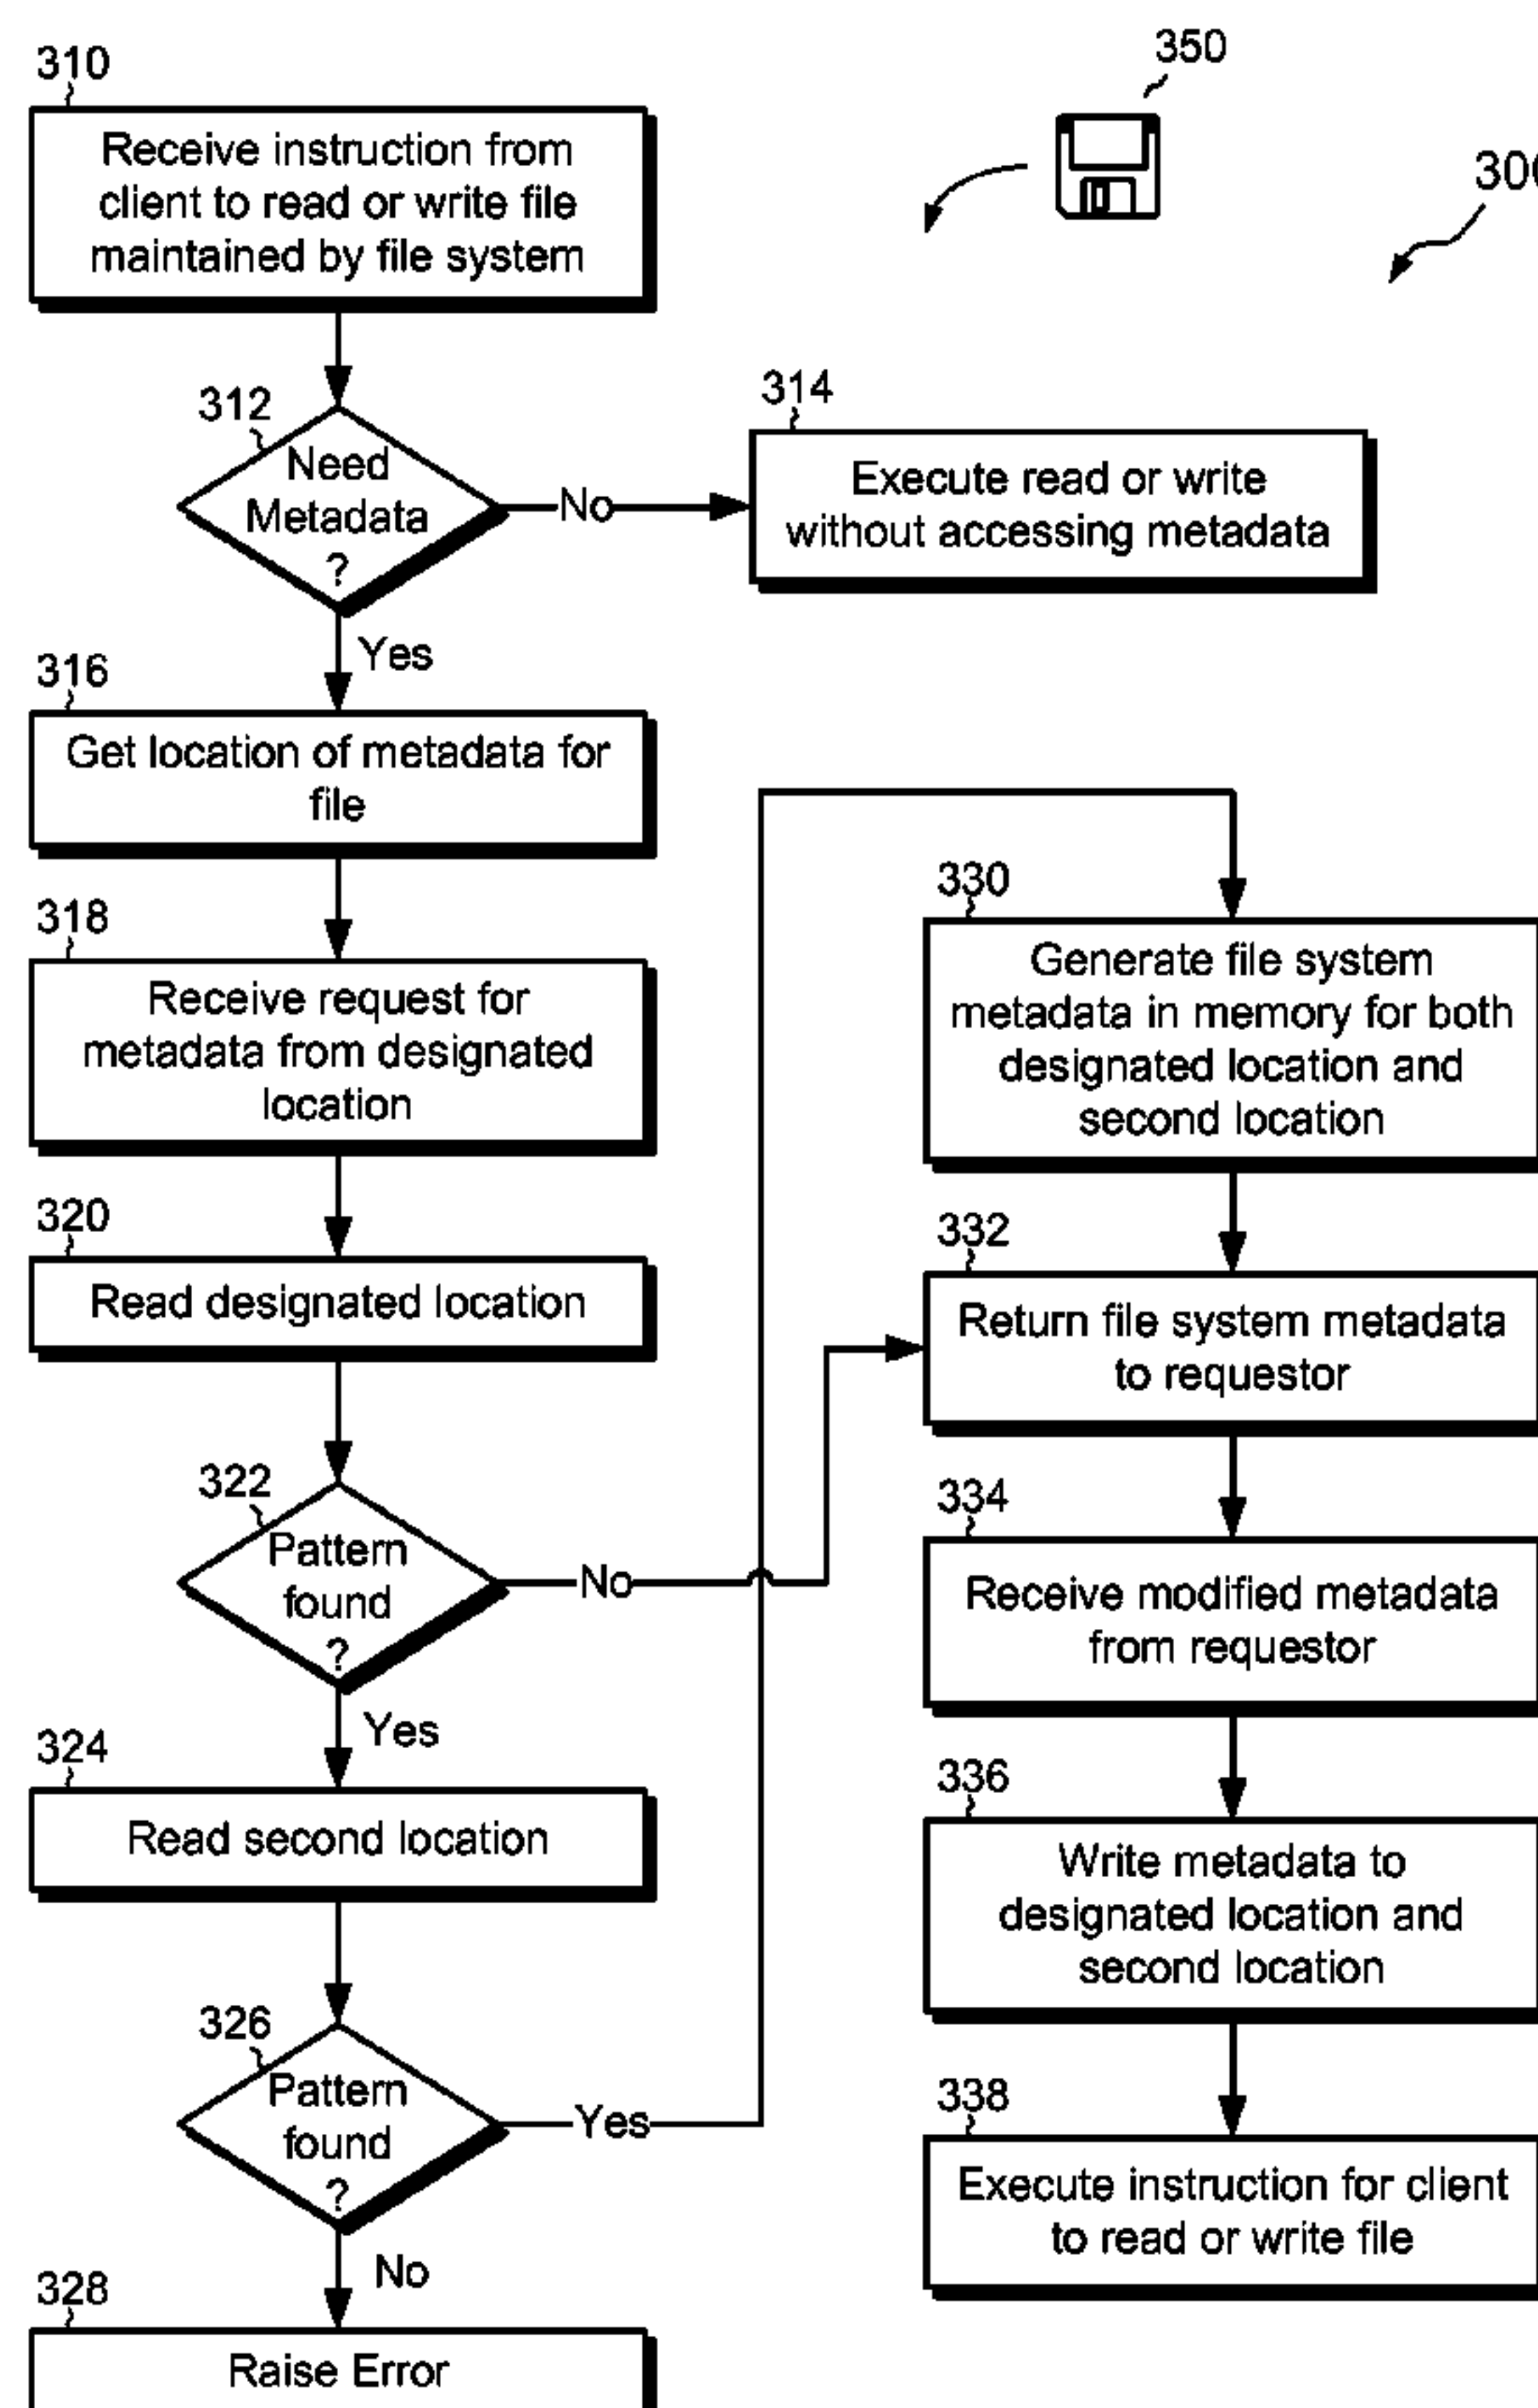 310
Receive instruction from
client to read or write file
maintained by file system
350
312
Need
Metadata
?
No
314
Execute read or write
without accessing metadata
Yes
316
Get location of metadata for
file
318
Receive request for
metadata from designated
location
320
Read designated location
322
Pattern
found
?
No
Yes
324
Read second location
326
Pattern
found
?
Yes
No
328
Raise Error
330
Generate file system
metadata in memory for both
designated location and
second location
332
Return file system metadata
to requestor
334
Receive modified metadata
from requestor
336
Write metadata to
designated location and
second location
338
Execute instruction for client
to read or write file